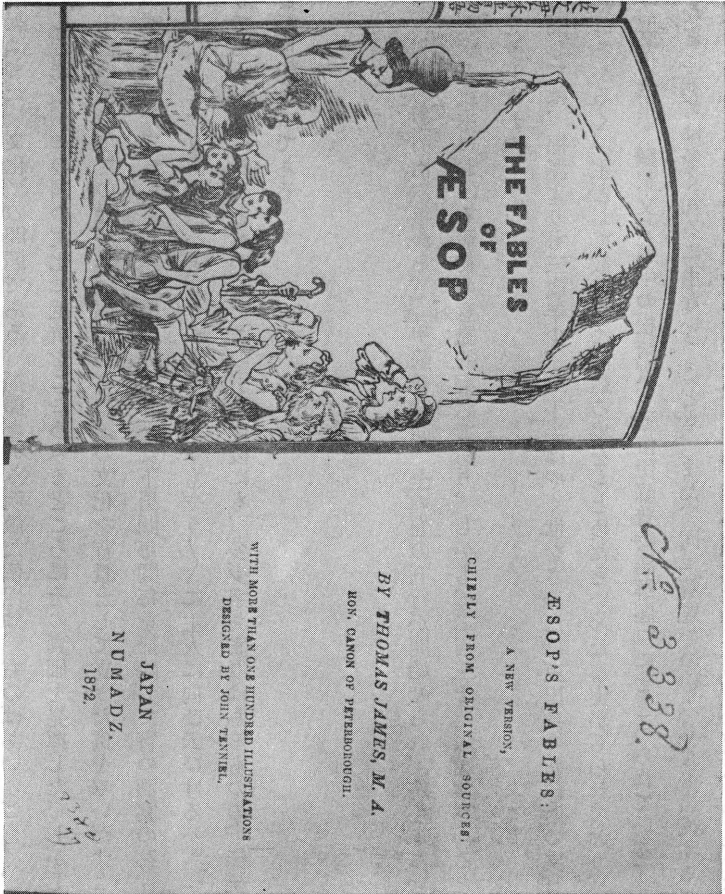 THE FABLES
OF
ÆSOP
No 3338.
ÆSOP'S FABLES:
A NEW VERSION,
CHIEFLY FROM ORIGINAL SOURCES.
BY THOMAS JAMES, M. A.
HON. CANON OF PETERBOROUGH.
WITH MORE THAN ONE HUNDRED ILLUSTRATIONS
DESIGNED BY JOHN TENNIEL.
JAPAN
NUMADZ.
1872.